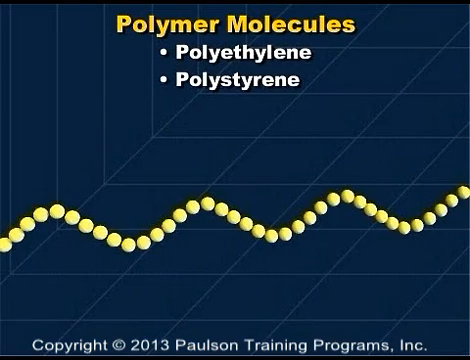 Polymer Molecules
• Polyethylene
• Polystyrene
Copyright © 2013 Paulson Training Programs, Inc.